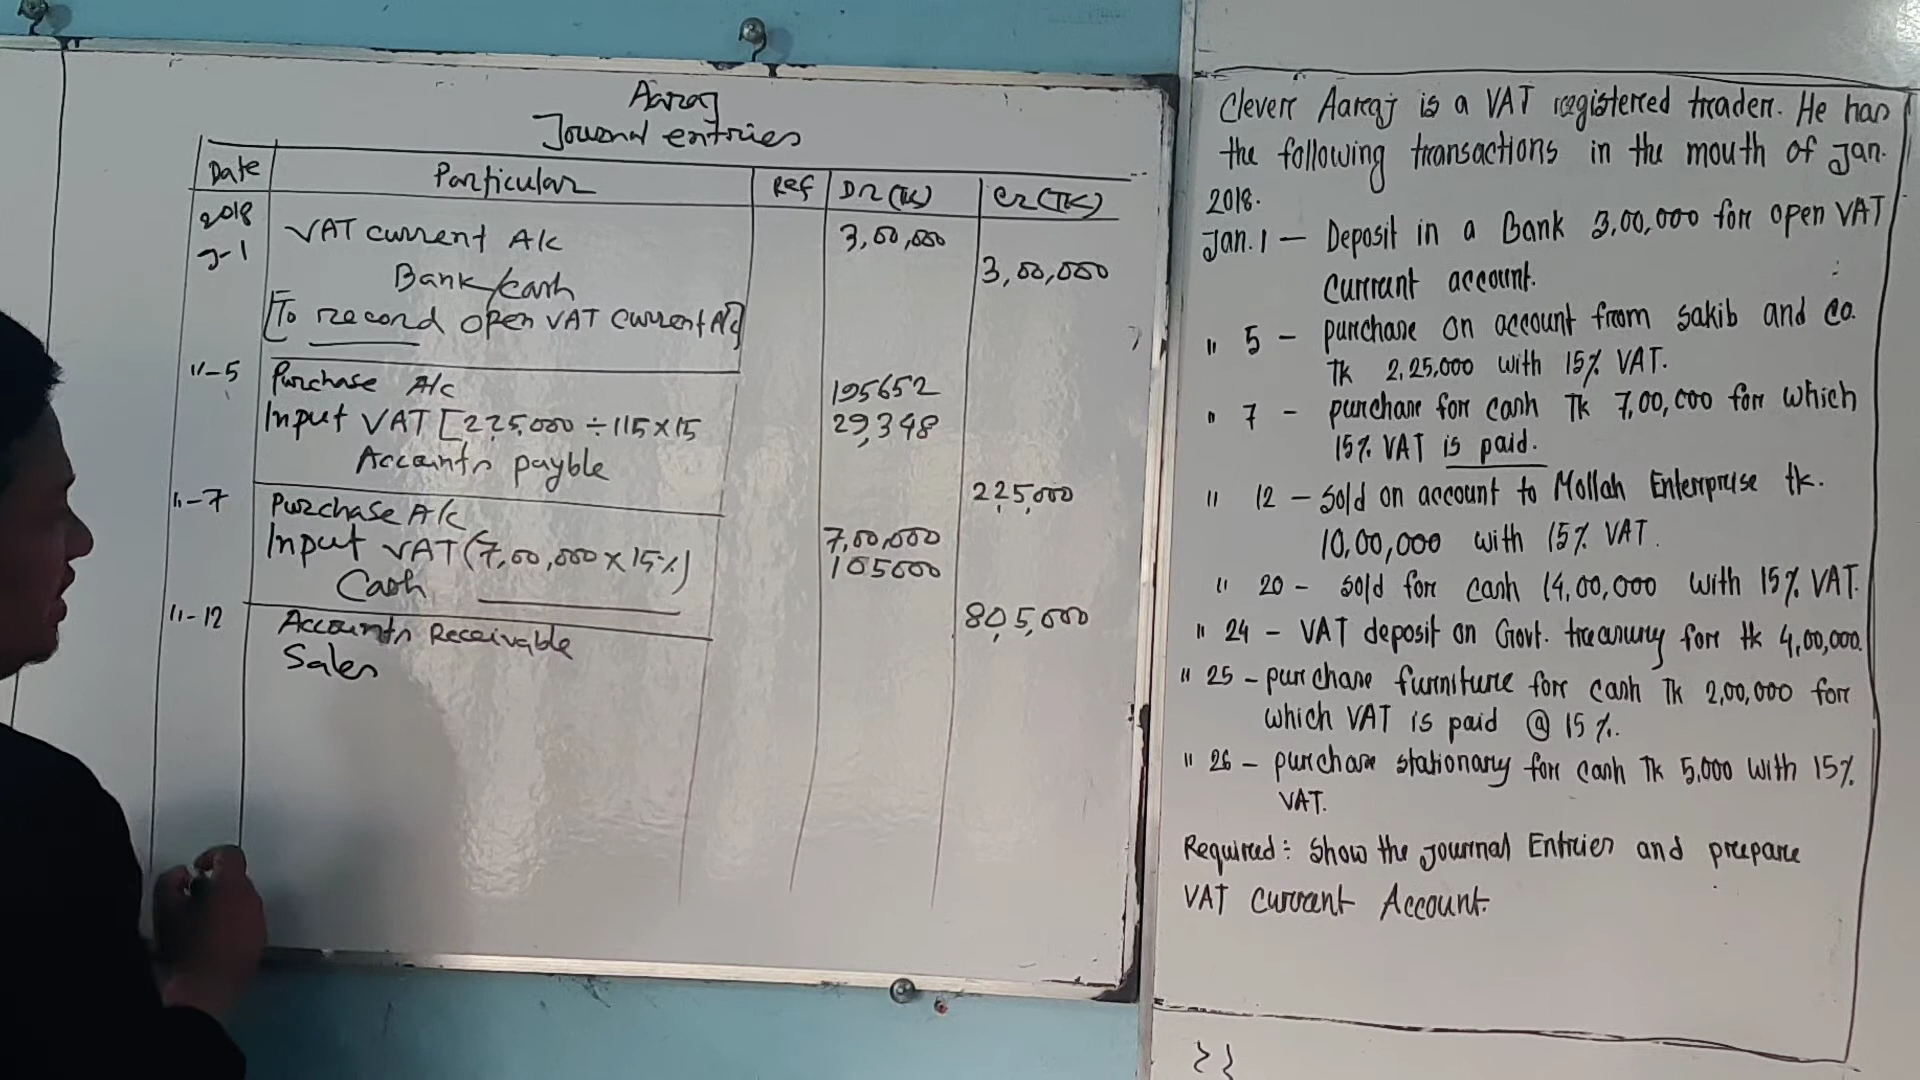 Aaraj
Journal entries
Date Particular Ref Dr (TK) Cr (TK)
2018
J-1 VAT current A/c 3,00,000
Bank/cash 3,00,000
[To record open VAT current A/c]
"-5 Purchase A/c 195652
Input VAT [2,25,000 ÷ 115 × 15 29,348
Accounts payble 2,25,000
"-7 Purchase A/c 7,00,000
Input VAT (7,00,000 × 15%) 105000
Cash 805,000
"-12 Accounts Receivable
Sales
Clever Aaraj is a VAT registered trader. He has
the following transactions in the mouth of Jan.
2018.
Jan. 1 – Deposit in a Bank 3,00,000 for open VAT
Currant account.
" 5 – purchase on account from sakib and co.
Tk 2,25,000 with 15% VAT.
" 7 – purchase for cash Tk 7,00,000 for which
15% VAT is paid.
" 12 – Sold on account to Mollah Enterprise tk.
10,00,000 with 15% VAT.
" 20 – sold for cash 14,00,000 with 15% VAT.
" 24 – VAT deposit on Govt. treasury for tk 4,00,000.
" 25 – purchase furniture for cash Tk 2,00,000 for
which VAT is paid @ 15%.
" 26 – purchase stationary for cash Tk 5,000 with 15%
VAT.
Required: Show the Journal Entries and prepare
VAT Currant Account.